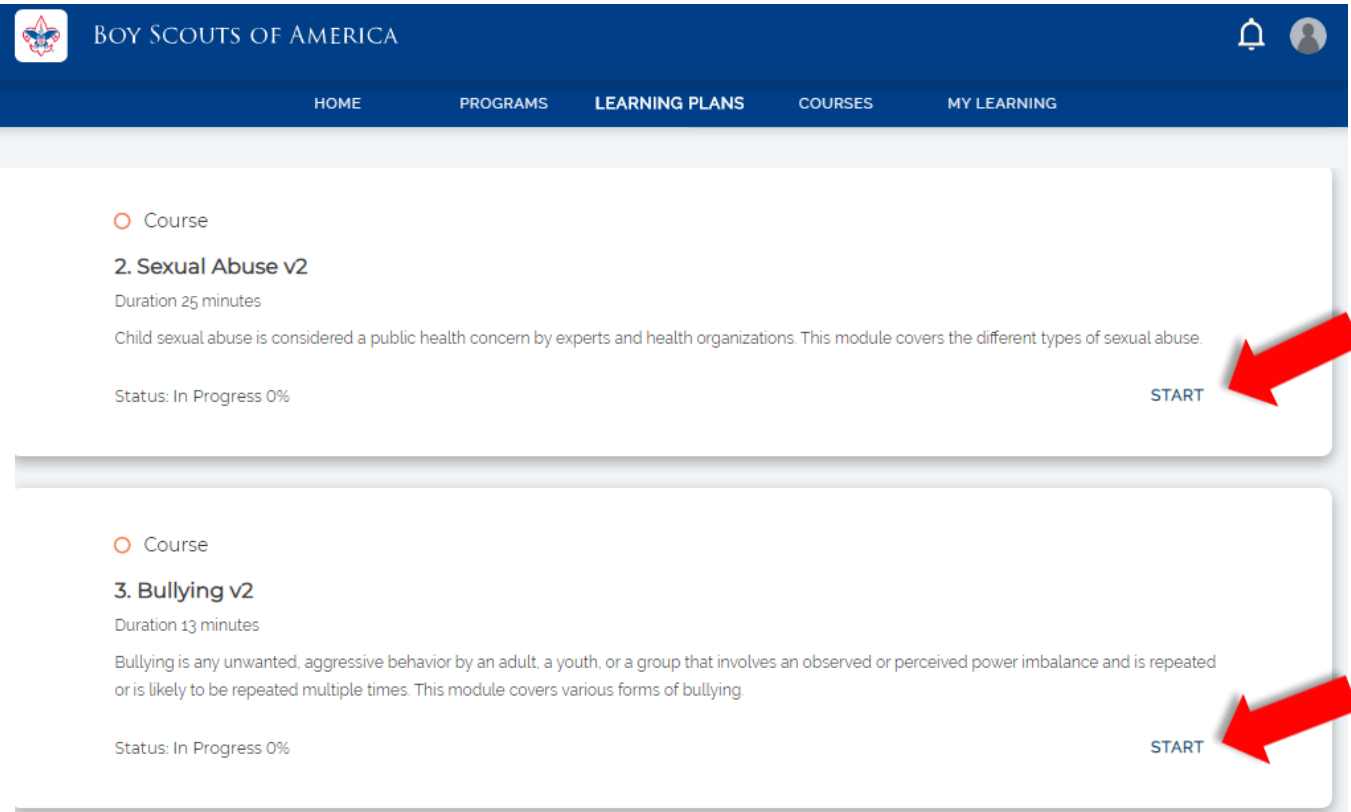 BOY SCOUTS OF AMERICA
HOME PROGRAMS LEARNING PLANS COURSES MY LEARNING
Course
2. Sexual Abuse v2
Duration 25 minutes
Child sexual abuse is considered a public health concern by experts and health organizations. This module covers the different types of sexual abuse.
Status: In Progress 0% START
Course
3. Bullying v2
Duration 13 minutes
Bullying is any unwanted, aggressive behavior by an adult, a youth, or a group that involves an observed or perceived power imbalance and is repeated
or is likely to be repeated multiple times. This module covers various forms of bullying.
Status: In Progress 0% START